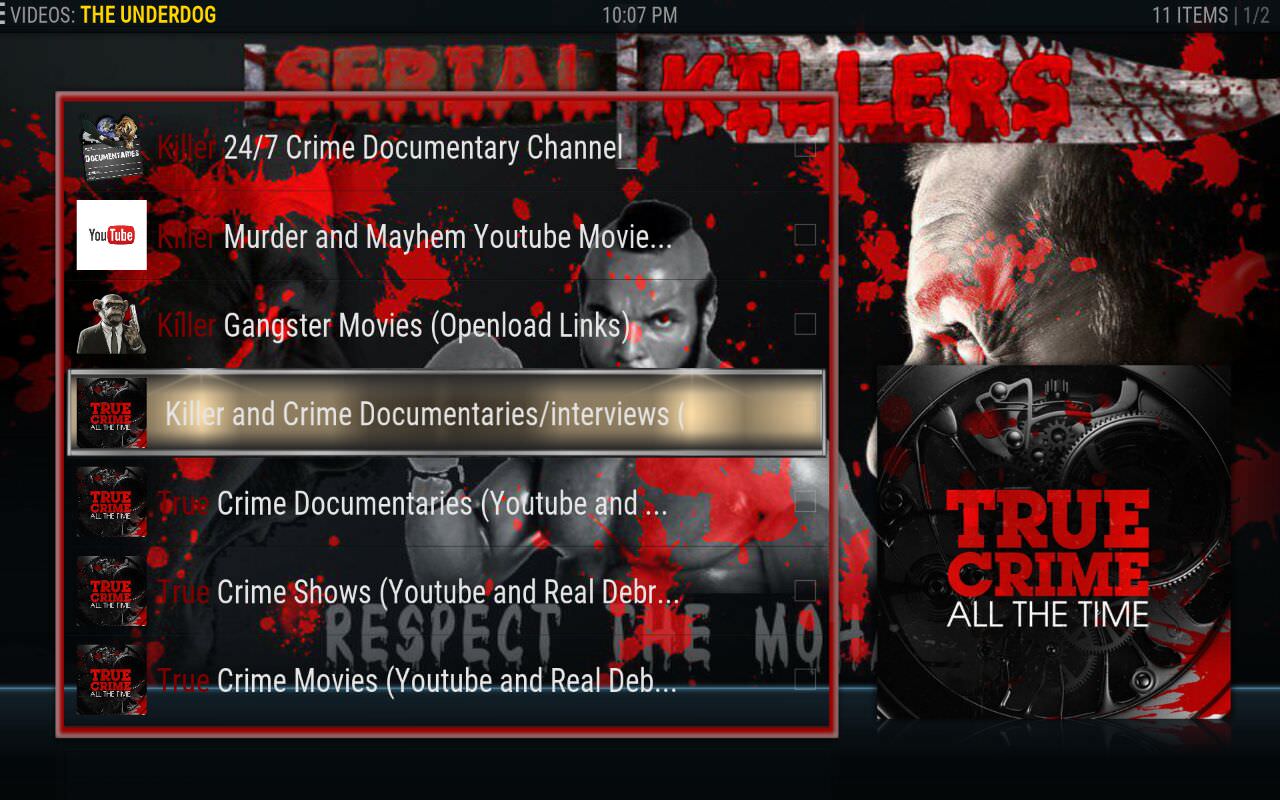 VIDEOS: THE UNDERDOG
10:07 PM
11 ITEMS | 1/2
SERIAL KILLERS
DOCUMENTARIES
Killer 24/7 Crime Documentary Channel
YouTube
Killer Murder and Mayhem Youtube Movie...
Killer Gangster Movies (Openload Links)
TRUE
CRIME
ALL THE TIME
Killer and Crime Documentaries/interviews (
TRUE
CRIME
ALL THE TIME
True Crime Documentaries (Youtube and ...
TRUE
CRIME
ALL THE TIME
True Crime Shows (Youtube and Real Debr...
TRUE
CRIME
ALL THE TIME
True Crime Movies (Youtube and Real Deb...
RESPECT THE MOH
TRUE
CRIME
ALL THE TIME